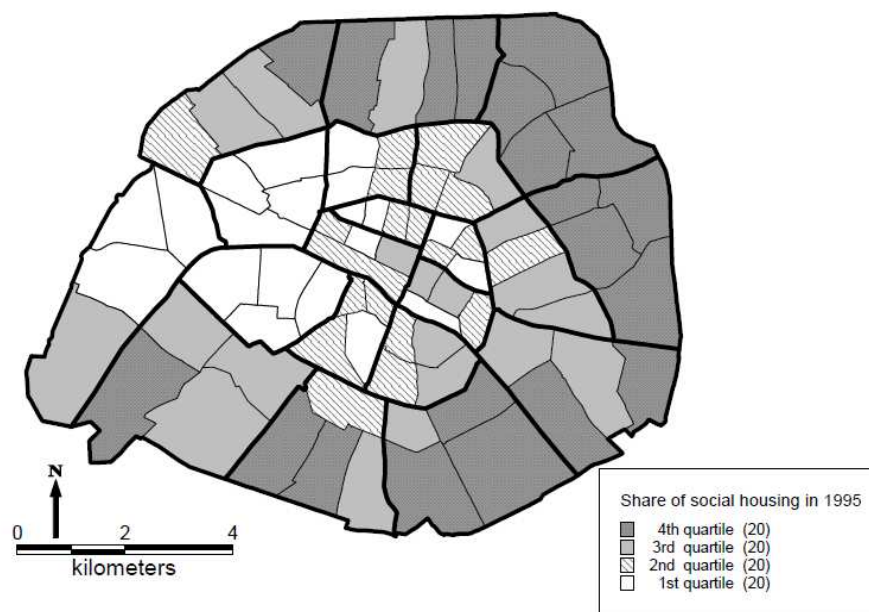 N
0 2 4
kilometers
Share of social housing in 1995
4th quartile (20)
3rd quartile (20)
2nd quartile (20)
1st quartile (20)